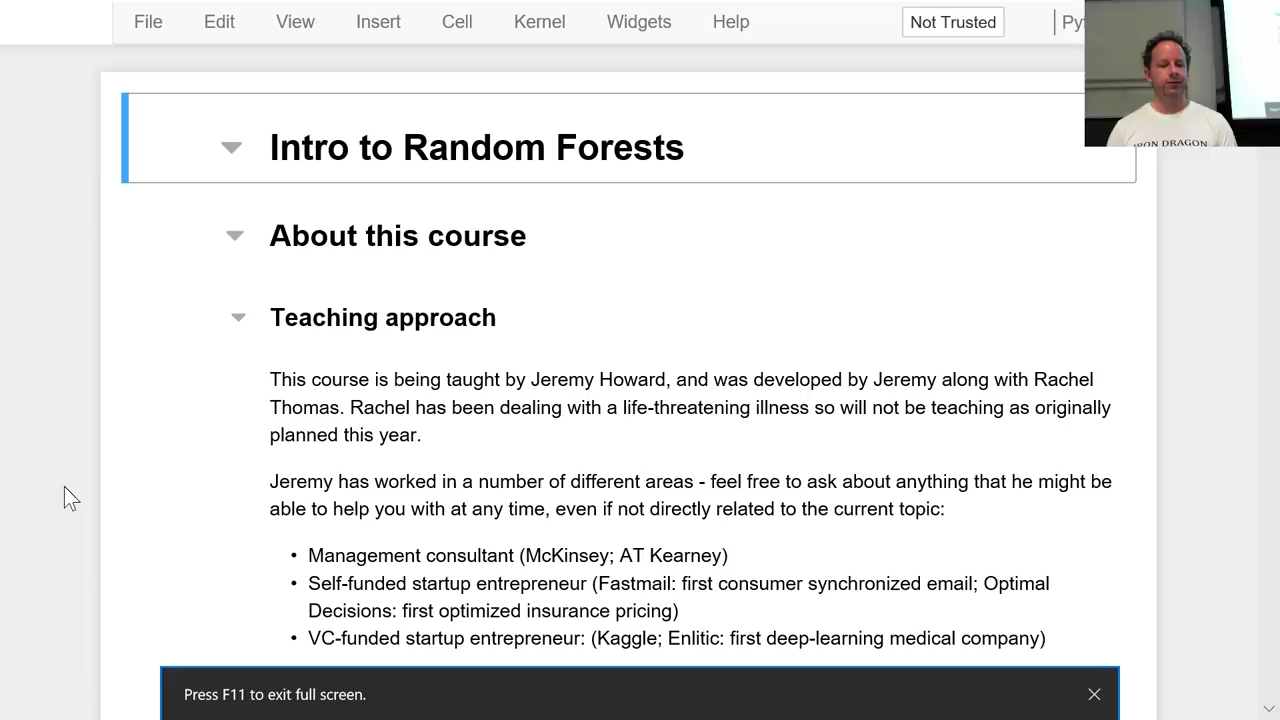 File Edit View Insert Cell Kernel Widgets Help Not Trusted
Intro to Random Forests
About this course
Teaching approach
This course is being taught by Jeremy Howard, and was developed by Jeremy along with Rachel
Thomas. Rachel has been dealing with a life-threatening illness so will not be teaching as originally
planned this year.
Jeremy has worked in a number of different areas - feel free to ask about anything that he might be
able to help you with at any time, even if not directly related to the current topic:
• Management consultant (McKinsey; AT Kearney)
• Self-funded startup entrepreneur (Fastmail: first consumer synchronized email; Optimal
Decisions: first optimized insurance pricing)
• VC-funded startup entrepreneur: (Kaggle; Enlitic: first deep-learning medical company)
Press F11 to exit full screen.
DRAGON